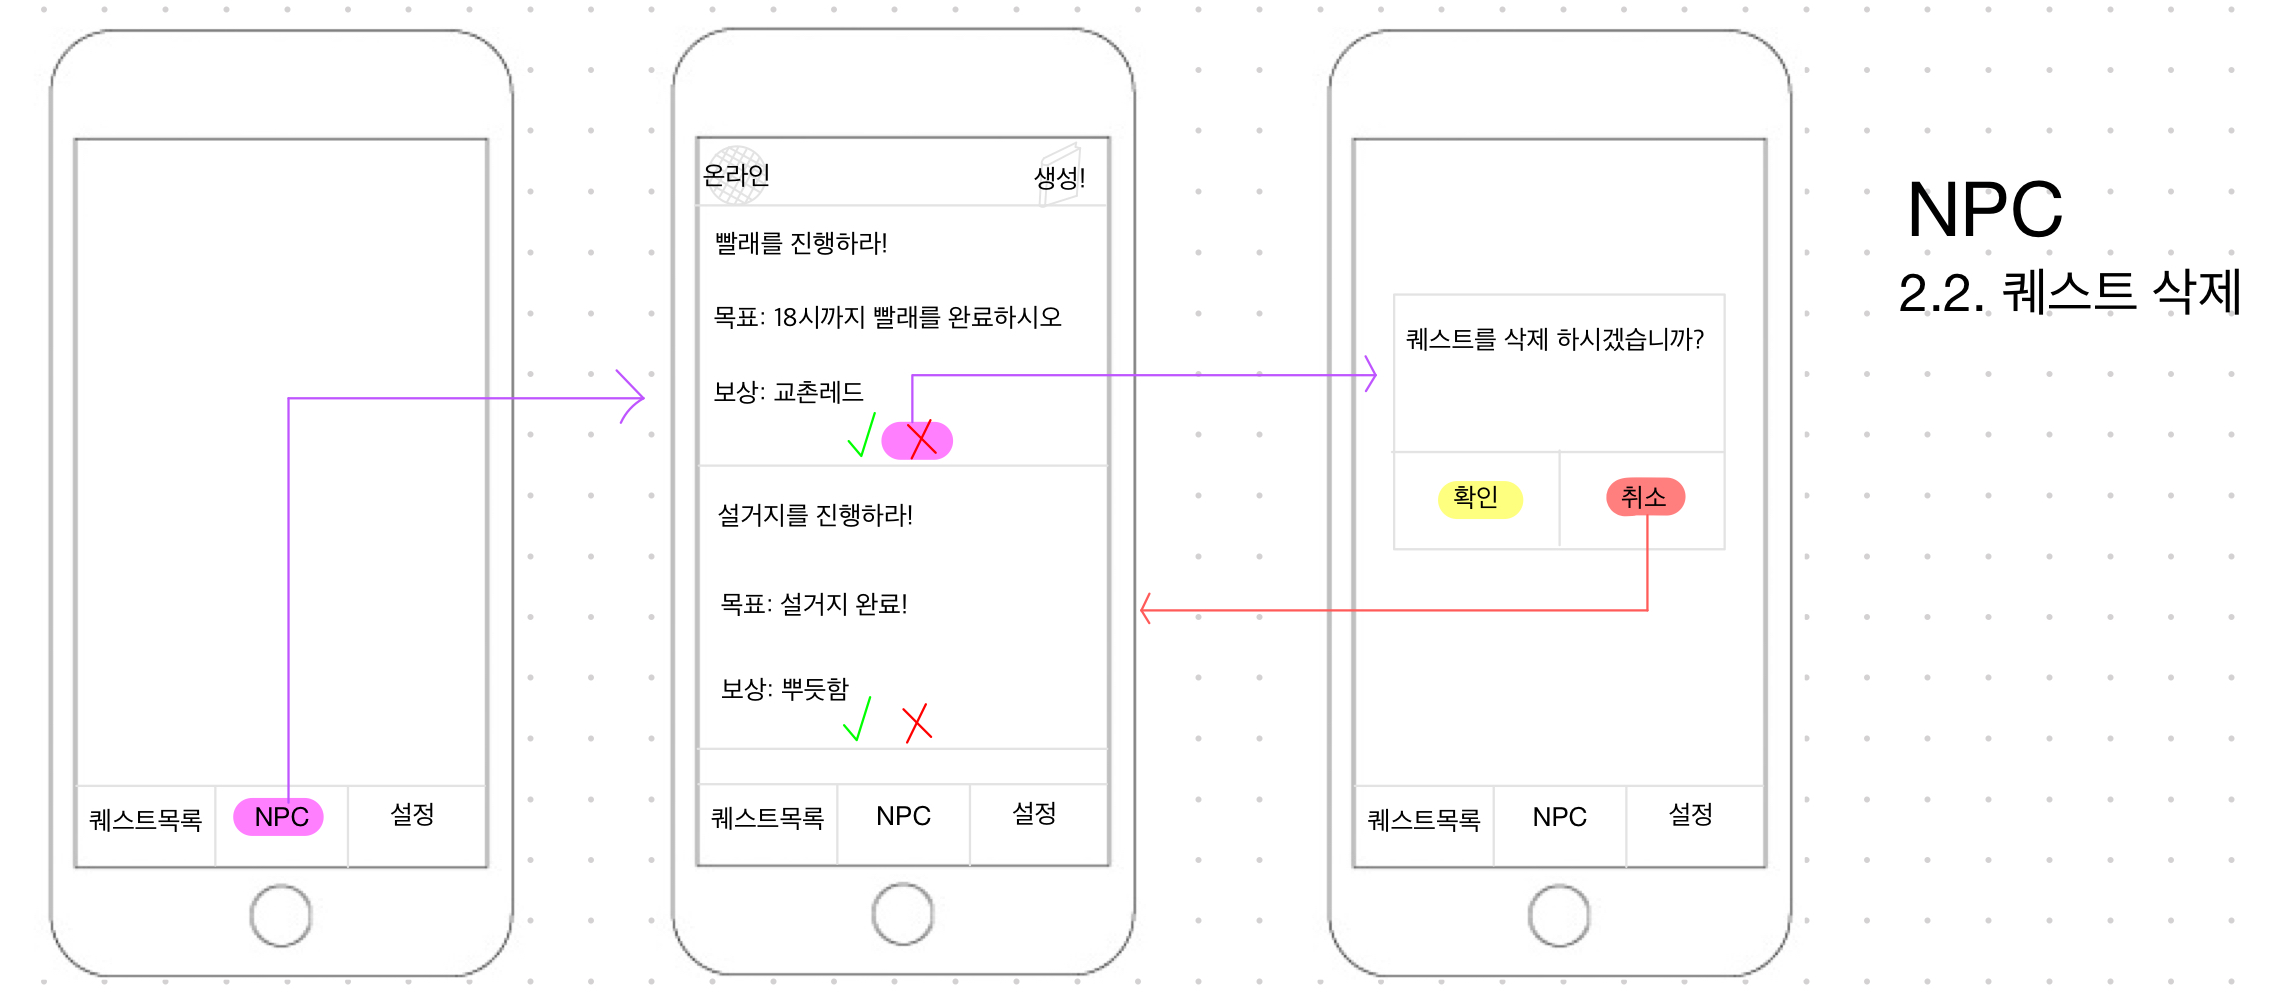 퀘스트목록 NPC 설정
온라인 생성!
빨래를 진행하라!
목표: 18시까지 빨래를 완료하시오
보상: 교촌레드
설거지를 진행하라!
목표: 설거지 완료!
보상: 뿌듯함
퀘스트목록 NPC 설정
퀘스트를 삭제 하시겠습니까?
확인 취소
퀘스트목록 NPC 설정
NPC
2.2. 퀘스트 삭제